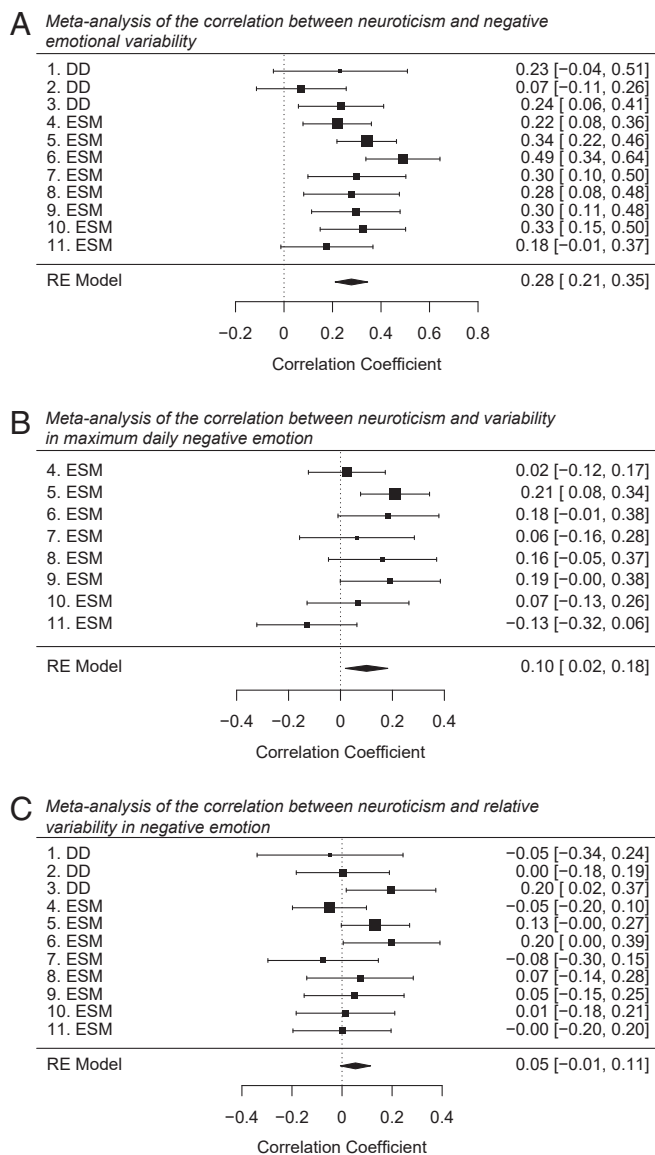 A Meta-analysis of the correlation between neuroticism and negative
emotional variability
1. DD 0.23 [−0.04, 0.51]
2. DD 0.07 [−0.11, 0.26]
3. DD 0.24 [ 0.06, 0.41]
4. ESM 0.22 [ 0.08, 0.36]
5. ESM 0.34 [ 0.22, 0.46]
6. ESM 0.49 [ 0.34, 0.64]
7. ESM 0.30 [ 0.10, 0.50]
8. ESM 0.28 [ 0.08, 0.48]
9. ESM 0.30 [ 0.11, 0.48]
10. ESM 0.33 [ 0.15, 0.50]
11. ESM 0.18 [−0.01, 0.37]
RE Model 0.28 [ 0.21, 0.35]
−0.2 0 0.2 0.4 0.6 0.8
Correlation Coefficient
B Meta-analysis of the correlation between neuroticism and variability
in maximum daily negative emotion
4. ESM 0.02 [−0.12, 0.17]
5. ESM 0.21 [ 0.08, 0.34]
6. ESM 0.18 [−0.01, 0.38]
7. ESM 0.06 [−0.16, 0.28]
8. ESM 0.16 [−0.05, 0.37]
9. ESM 0.19 [−0.00, 0.38]
10. ESM 0.07 [−0.13, 0.26]
11. ESM −0.13 [−0.32, 0.06]
RE Model 0.10 [ 0.02, 0.18]
−0.4 −0.2 0 0.2 0.4
Correlation Coefficient
C Meta-analysis of the correlation between neuroticism and relative
variability in negative emotion
1. DD −0.05 [−0.34, 0.24]
2. DD 0.00 [−0.18, 0.19]
3. DD 0.20 [ 0.02, 0.37]
4. ESM −0.05 [−0.20, 0.10]
5. ESM 0.13 [−0.00, 0.27]
6. ESM 0.20 [ 0.00, 0.39]
7. ESM −0.08 [−0.30, 0.15]
8. ESM 0.07 [−0.14, 0.28]
9. ESM 0.05 [−0.15, 0.25]
10. ESM 0.01 [−0.18, 0.21]
11. ESM −0.00 [−0.20, 0.20]
RE Model 0.05 [−0.01, 0.11]
−0.4 −0.2 0 0.2 0.4
Correlation Coefficient